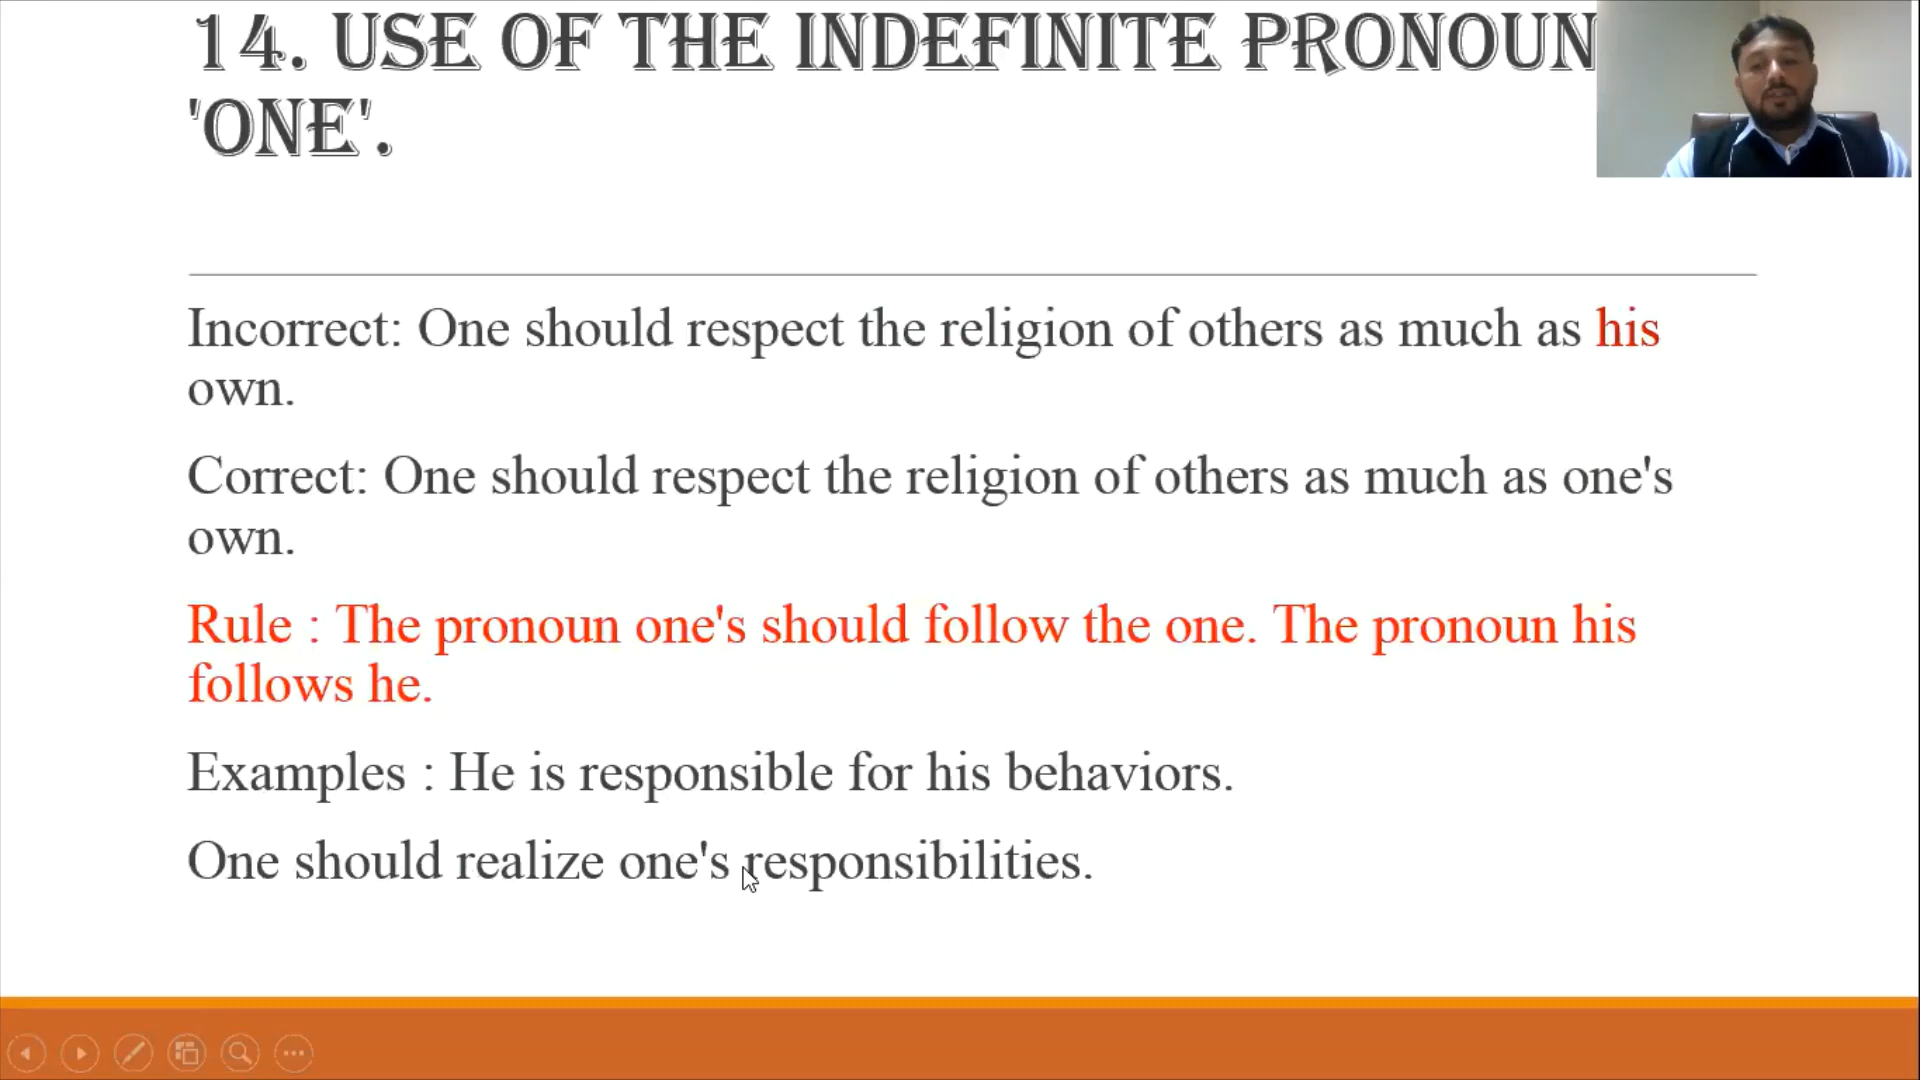 14. USE OF THE INDEFINITE PRONOUN
'ONE'.
Incorrect: One should respect the religion of others as much as his
own.
Correct: One should respect the religion of others as much as one's
own.
Rule : The pronoun one's should follow the one. The pronoun his
follows he.
Examples : He is responsible for his behaviors.
One should realize one's responsibilities.